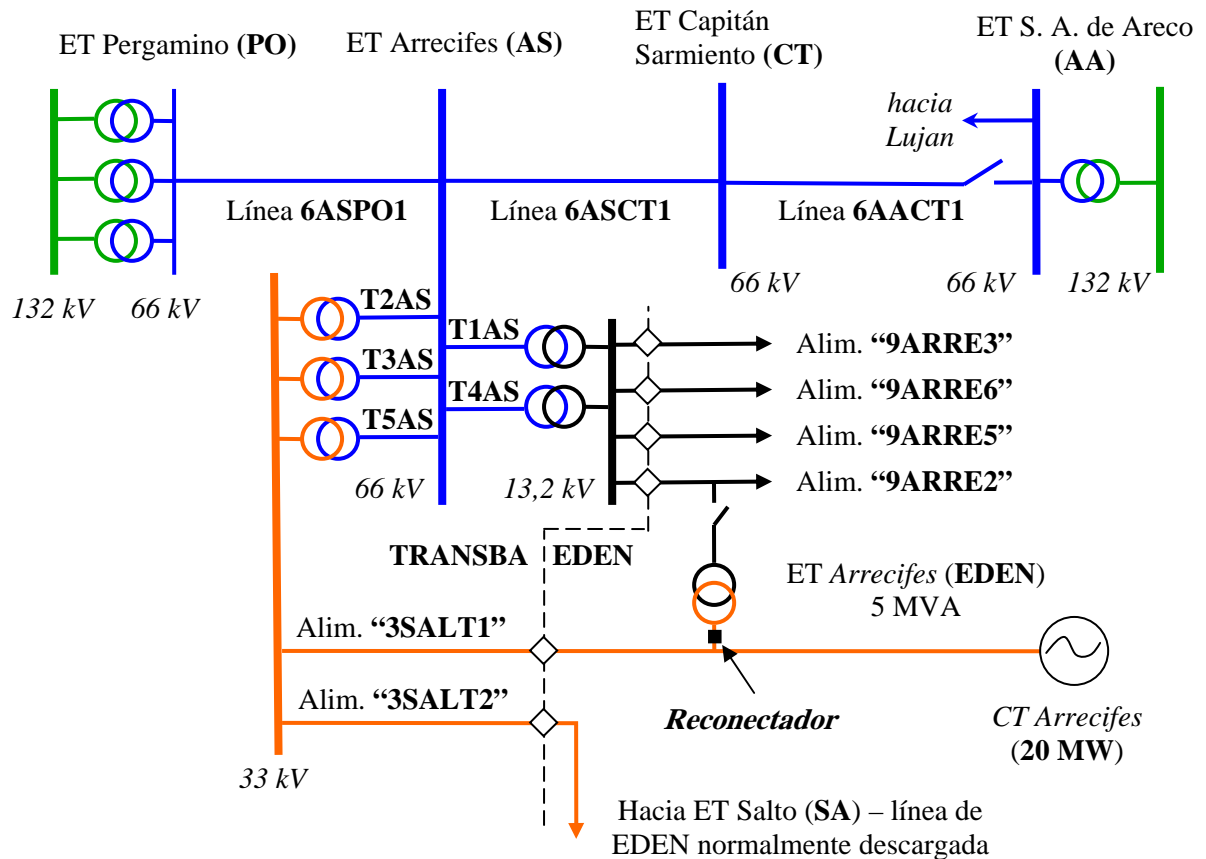 ET Pergamino (PO)
ET Arrecifes (AS)
ET Capitán
Sarmiento (CT)
ET S. A. de Areco
(AA)
hacia
Lujan
Línea 6ASPO1
Línea 6ASCT1
Línea 6AACT1
132 kV
66 kV
66 kV
66 kV
132 kV
T2AS
T3AS
T5AS
T1AS
T4AS
66 kV
13,2 kV
Alim. “9ARRE3”
Alim. “9ARRE6”
Alim. “9ARRE5”
Alim. “9ARRE2”
TRANSBA
EDEN
ET Arrecifes (EDEN)
5 MVA
Alim. “3SALT1”
Alim. “3SALT2”
Reconectador
CT Arrecifes
(20 MW)
33 kV
Hacia ET Salto (SA) – línea de
EDEN normalmente descargada